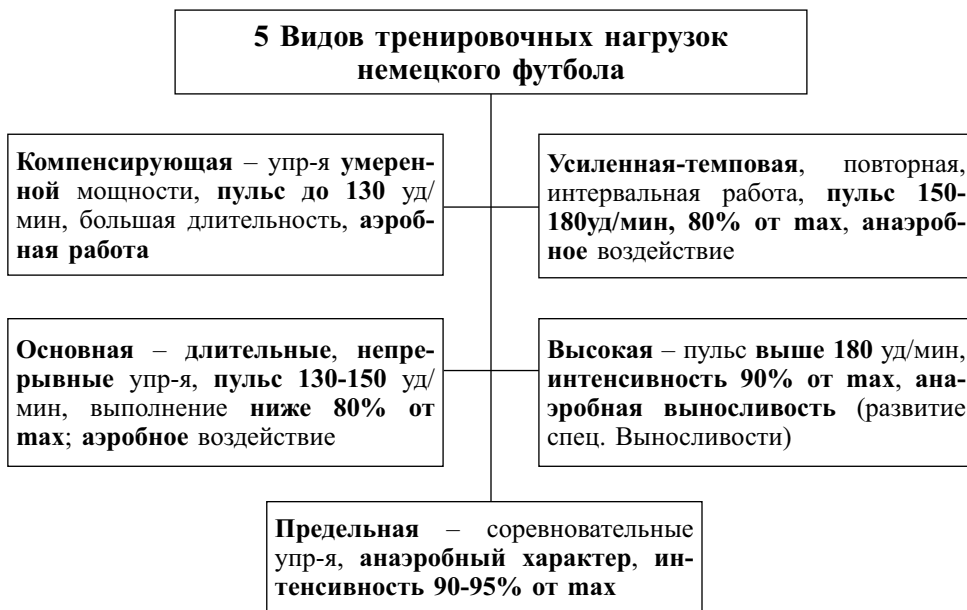 5 Видов тренировочных нагрузок
немецкого футбола
Компенсирующая – упр-я умерен-
ной мощности, пульс до 130 уд/
мин, большая длительность, аэроб-
ная работа
Усиленная-темповая, повторная,
интервальная работа, пульс 150-
180уд/мин, 80% от max, анаэроб-
ное воздействие
Основная – длительные, непре-
рывные упр-я, пульс 130-150 уд/
мин, выполнение ниже 80% от
max; аэробное воздействие
Высокая – пульс выше 180 уд/мин,
интенсивность 90% от max, ана-
эробная выносливость (развитие
спец. Выносливости)
Предельная – соревновательные
упр-я, анаэробный характер, ин-
тенсивность 90-95% от max